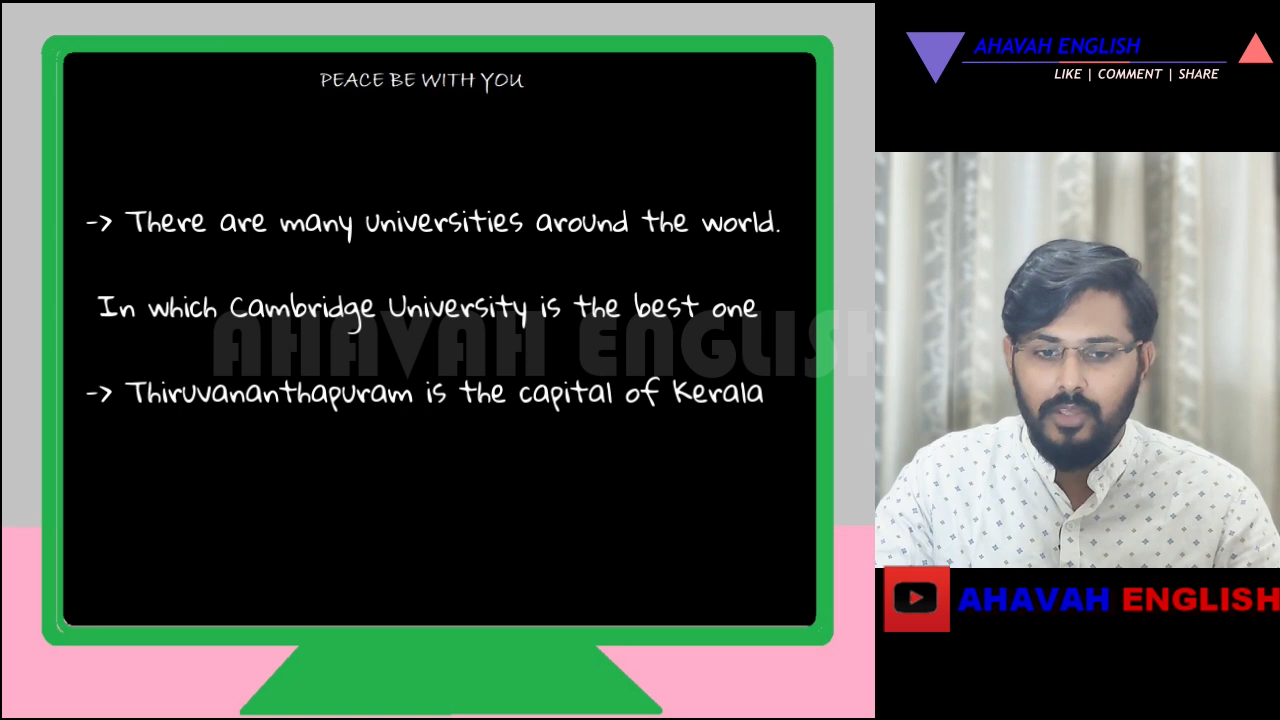 PEACE BE WITH YOU
-> There are many universities around the world.
In which Cambridge University is the best one
-> Thiruvananthapuram is the capital of Kerala
AHAVAH ENGLISH
AHAVAH ENGLISH
LIKE | COMMENT | SHARE
AHAVAH ENGLISH